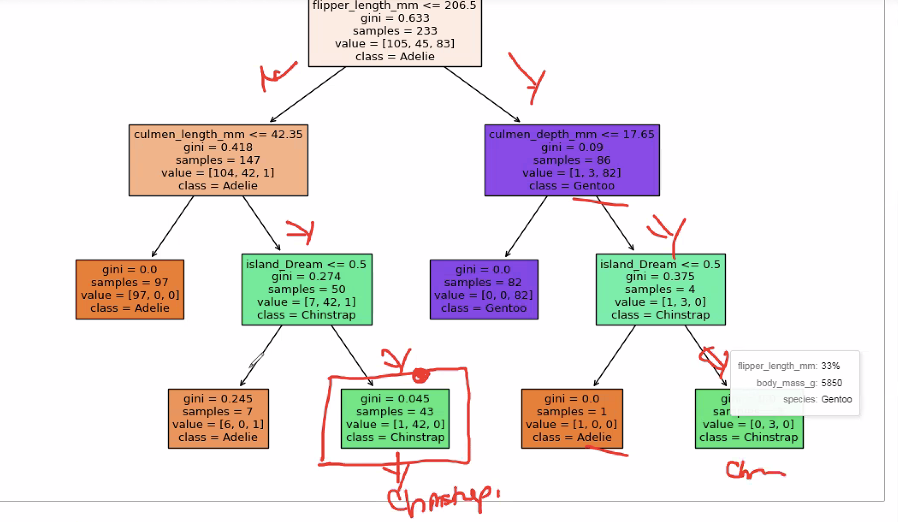 flipper_length_mm <= 206.5
gini = 0.633
samples = 233
value = [105, 45, 83]
class = Adelie
culmen_length_mm <= 42.35
gini = 0.418
samples = 147
value = [104, 42, 1]
class = Adelie
culmen_depth_mm <= 17.65
gini = 0.09
samples = 86
value = [1, 3, 82]
class = Gentoo
gini = 0.0
samples = 97
value = [97, 0, 0]
class = Adelie
island_Dream <= 0.5
gini = 0.274
samples = 50
value = [7, 42, 1]
class = Chinstrap
gini = 0.0
samples = 82
value = [0, 0, 82]
class = Gentoo
island_Dream <= 0.5
gini = 0.375
samples = 4
value = [1, 3, 0]
class = Chinstrap
gini = 0.245
samples = 7
value = [6, 0, 1]
class = Adelie
gini = 0.045
samples = 43
value = [1, 42, 0]
class = Chinstrap
gini = 0.0
samples = 1
value = [1, 0, 0]
class = Adelie
value = [0, 3, 0]
class = Chinstrap
flipper_length_mm: 33%
body_mass_g: 5850
species: Gentoo